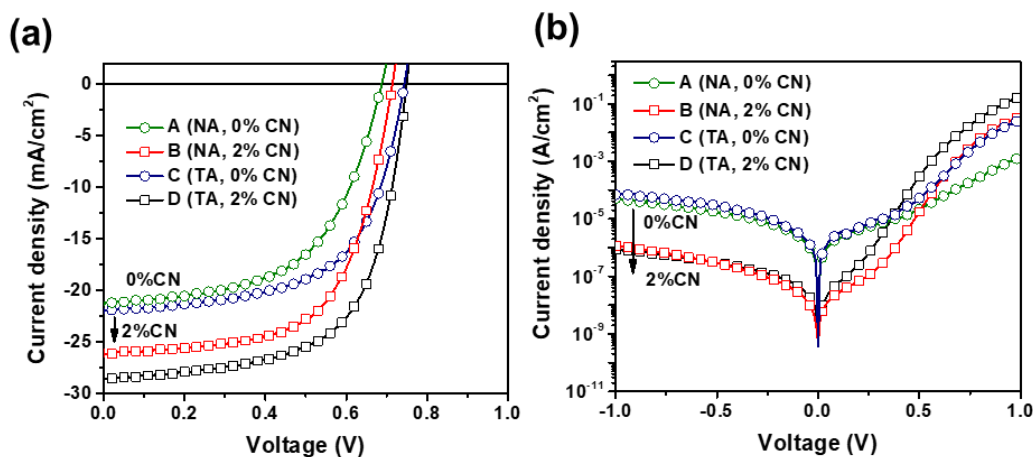 (a)
Current density (mA/cm²)
0
-5
-10
-15
-20
-25
-30
A (NA, 0% CN)
B (NA, 2% CN)
C (TA, 0% CN)
D (TA, 2% CN)
0%CN
2%CN
0.0 0.2 0.4 0.6 0.8 1.0
Voltage (V)
(b)
Current density (A/cm²)
10⁻¹
10⁻³
10⁻⁵
10⁻⁷
10⁻⁹
10⁻¹¹
A (NA, 0% CN)
B (NA, 2% CN)
C (TA, 0% CN)
D (TA, 2% CN)
0%CN
2%CN
-1.0 -0.5 0.0 0.5 1.0
Voltage (V)